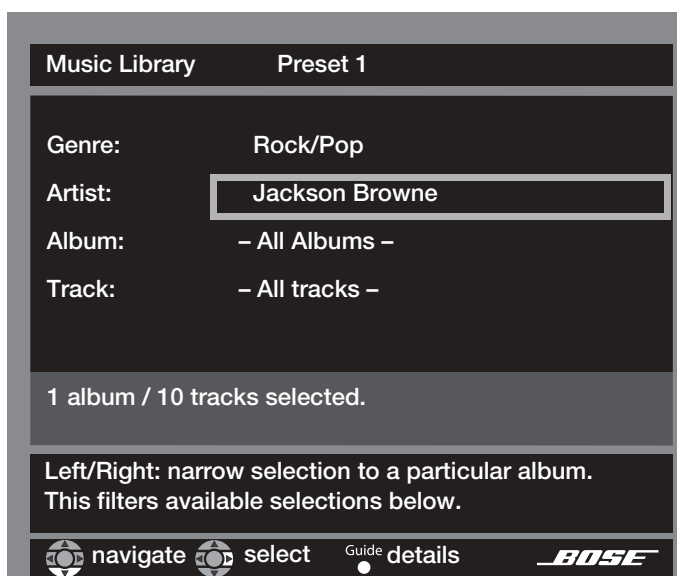 Music Library Preset 1
Genre: Rock/Pop
Artist: Jackson Browne
Album: – All Albums –
Track: – All tracks –
1 album / 10 tracks selected.
Left/Right: narrow selection to a particular album.
This filters available selections below.
navigate select Guide details BOSE